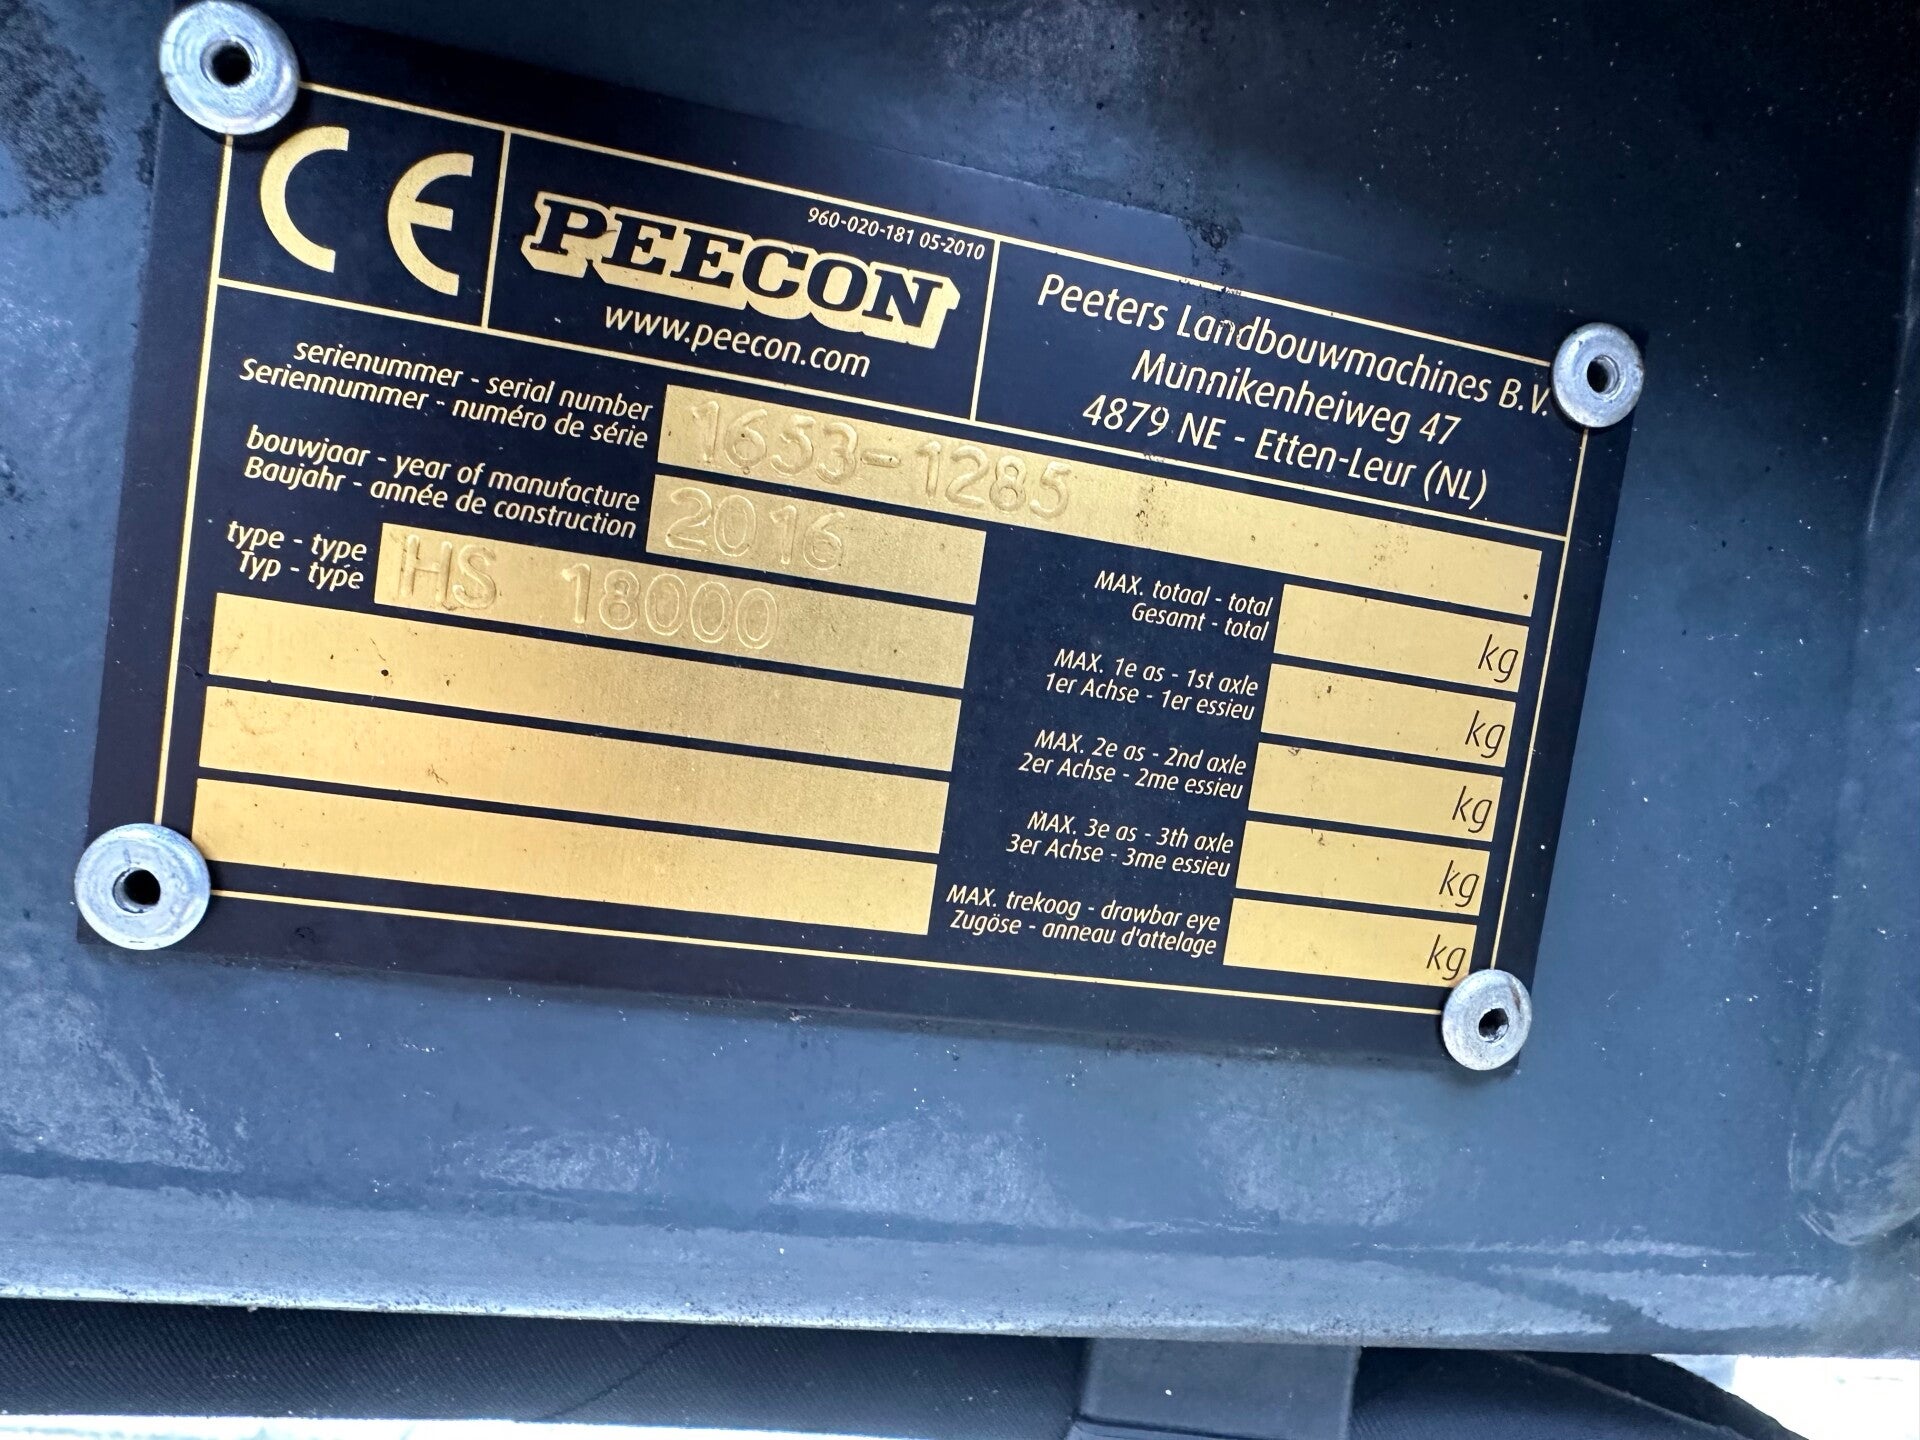 CE
960-020-181 05-2010
PEECON
www.peecon.com
Peeters Landbouwmachines B.V.
Munnikenheiweg 47
4879 NE - Etten-Leur (NL)
serienummer - serial number
Seriennummer - numéro de série
1653-1285
bouwjaar - year of manufacture
Baujahr - année de construction
2016
type - type
Typ - type
HS 18000
MAX. totaal - total
Gesamt - total
kg
MAX. 1e as - 1st axle
1er Achse - 1er essieu
kg
MAX. 2e as - 2nd axle
2er Achse - 2me essieu
kg
MAX. 3e as - 3th axle
3er Achse - 3me essieu
kg
MAX. trekoog - drawbar eye
Zugöse - anneau d'attelage
kg